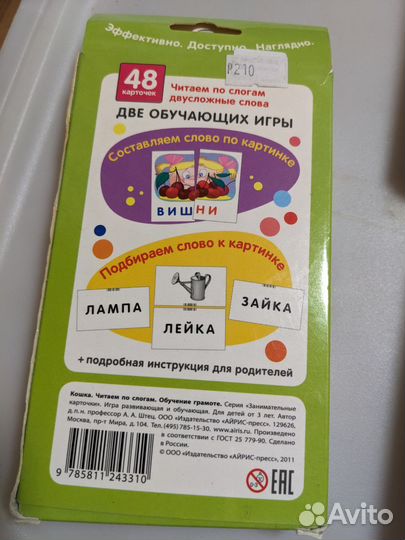 Эффективно. Доступно. Наглядно.
₽210
48
карточек
Читаем по слогам
двусложные слова
ДВЕ ОБУЧАЮЩИХ ИГРЫ
Составляем слово по картинке
ВИШНИ
Подбираем слово к картинке
ЛАМПА
ЗАЙКА
ЛЕЙКА
+ подробная инструкция для родителей
Кошка. Читаем по слогам. Обучение грамоте. Серия «Занимательные
карточки». Игра развивающая и обучающая. Для детей от 3 лет. Автор
д. п. н. профессор А. А. Штец. © ООО «Издательство «АЙРИС-пресс». 129626,
Москва, пр-т Мира, д. 104. Тел. (495) 785-15-30. www.airis.ru. Произведено
в соответствии с ГОСТ 25 779-90. Сделано
в России.
© ООО «Издательство «АЙРИС-пресс», 2011
9 785811 243310
0-3
EAC
Avito